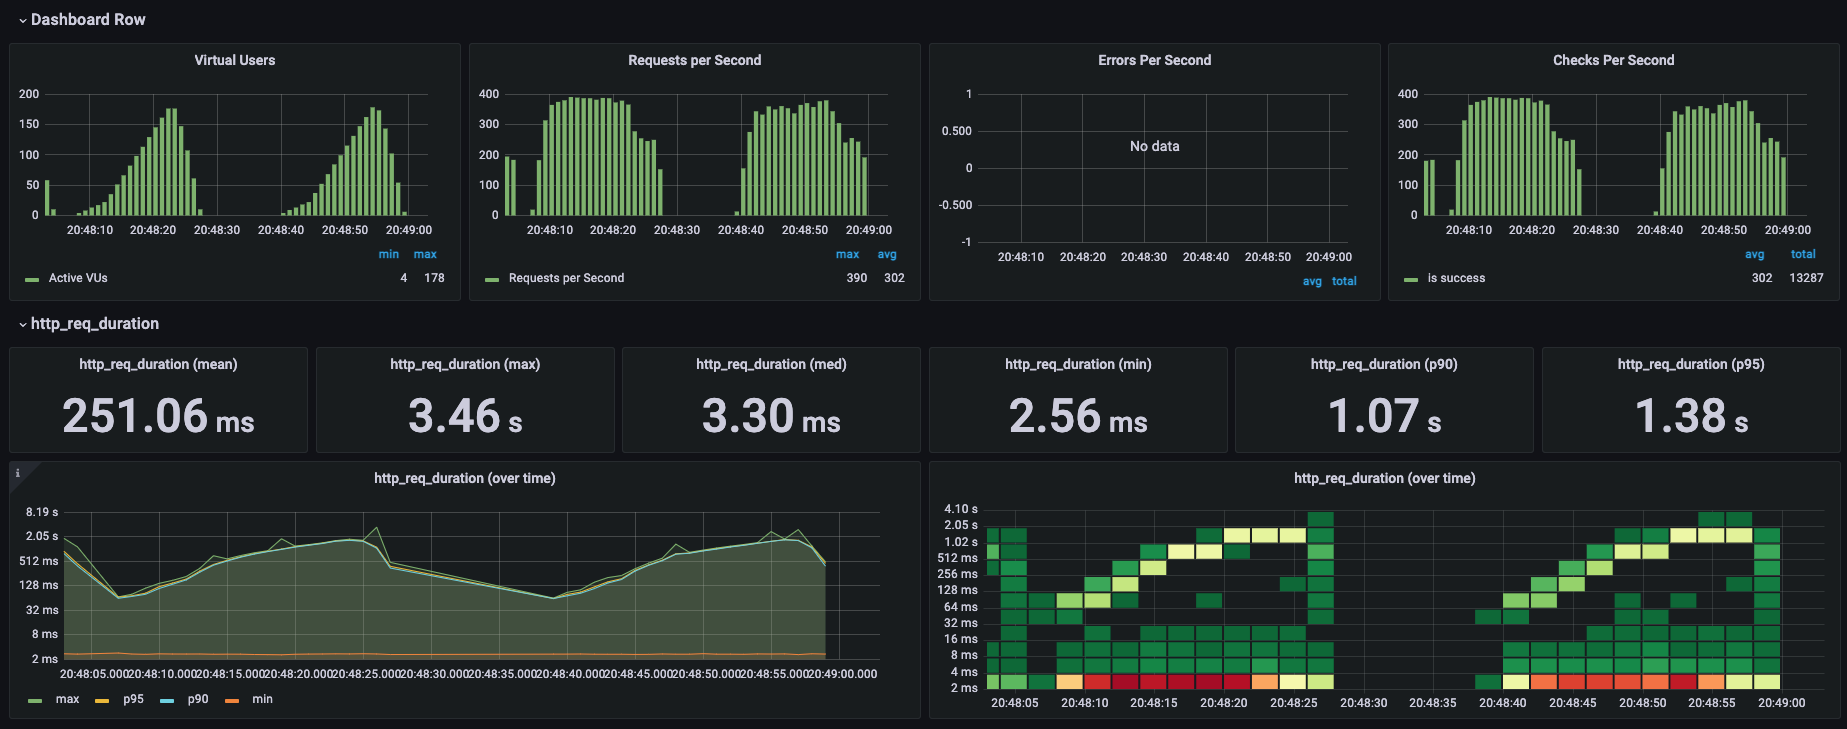 Dashboard Row
Virtual Users
200
150
100
50
0
20:48:10 20:48:20 20:48:30 20:48:40 20:48:50 20:49:00
min max
Active VUs 4 178
Requests per Second
400
300
200
100
0
20:48:10 20:48:20 20:48:30 20:48:40 20:48:50 20:49:00
max avg
Requests per Second 390 302
Errors Per Second
1
0.500
0
-0.500
-1
No data
20:48:10 20:48:20 20:48:30 20:48:40 20:48:50 20:49:00
avg total
Checks Per Second
400
300
200
100
0
20:48:10 20:48:20 20:48:30 20:48:40 20:48:50 20:49:00
avg total
is success 302 13287
http_req_duration
http_req_duration (mean)
251.06 ms
http_req_duration (max)
3.46 s
http_req_duration (med)
3.30 ms
http_req_duration (min)
2.56 ms
http_req_duration (p90)
1.07 s
http_req_duration (p95)
1.38 s
i
http_req_duration (over time)
8.19 s
2.05 s
512 ms
128 ms
32 ms
8 ms
2 ms
20:48:05.000 20:48:10.000 20:48:15.000 20:48:20.000 20:48:25.000 20:48:30.000 20:48:35.000 20:48:40.000 20:48:45.000 20:48:50.000 20:48:55.000 20:49:00.000
max p95 p90 min
http_req_duration (over time)
4.10 s
2.05 s
1.02 s
512 ms
256 ms
128 ms
64 ms
32 ms
16 ms
8 ms
4 ms
2 ms
20:48:05 20:48:10 20:48:15 20:48:20 20:48:25 20:48:30 20:48:35 20:48:40 20:48:45 20:48:50 20:48:55 20:49:00